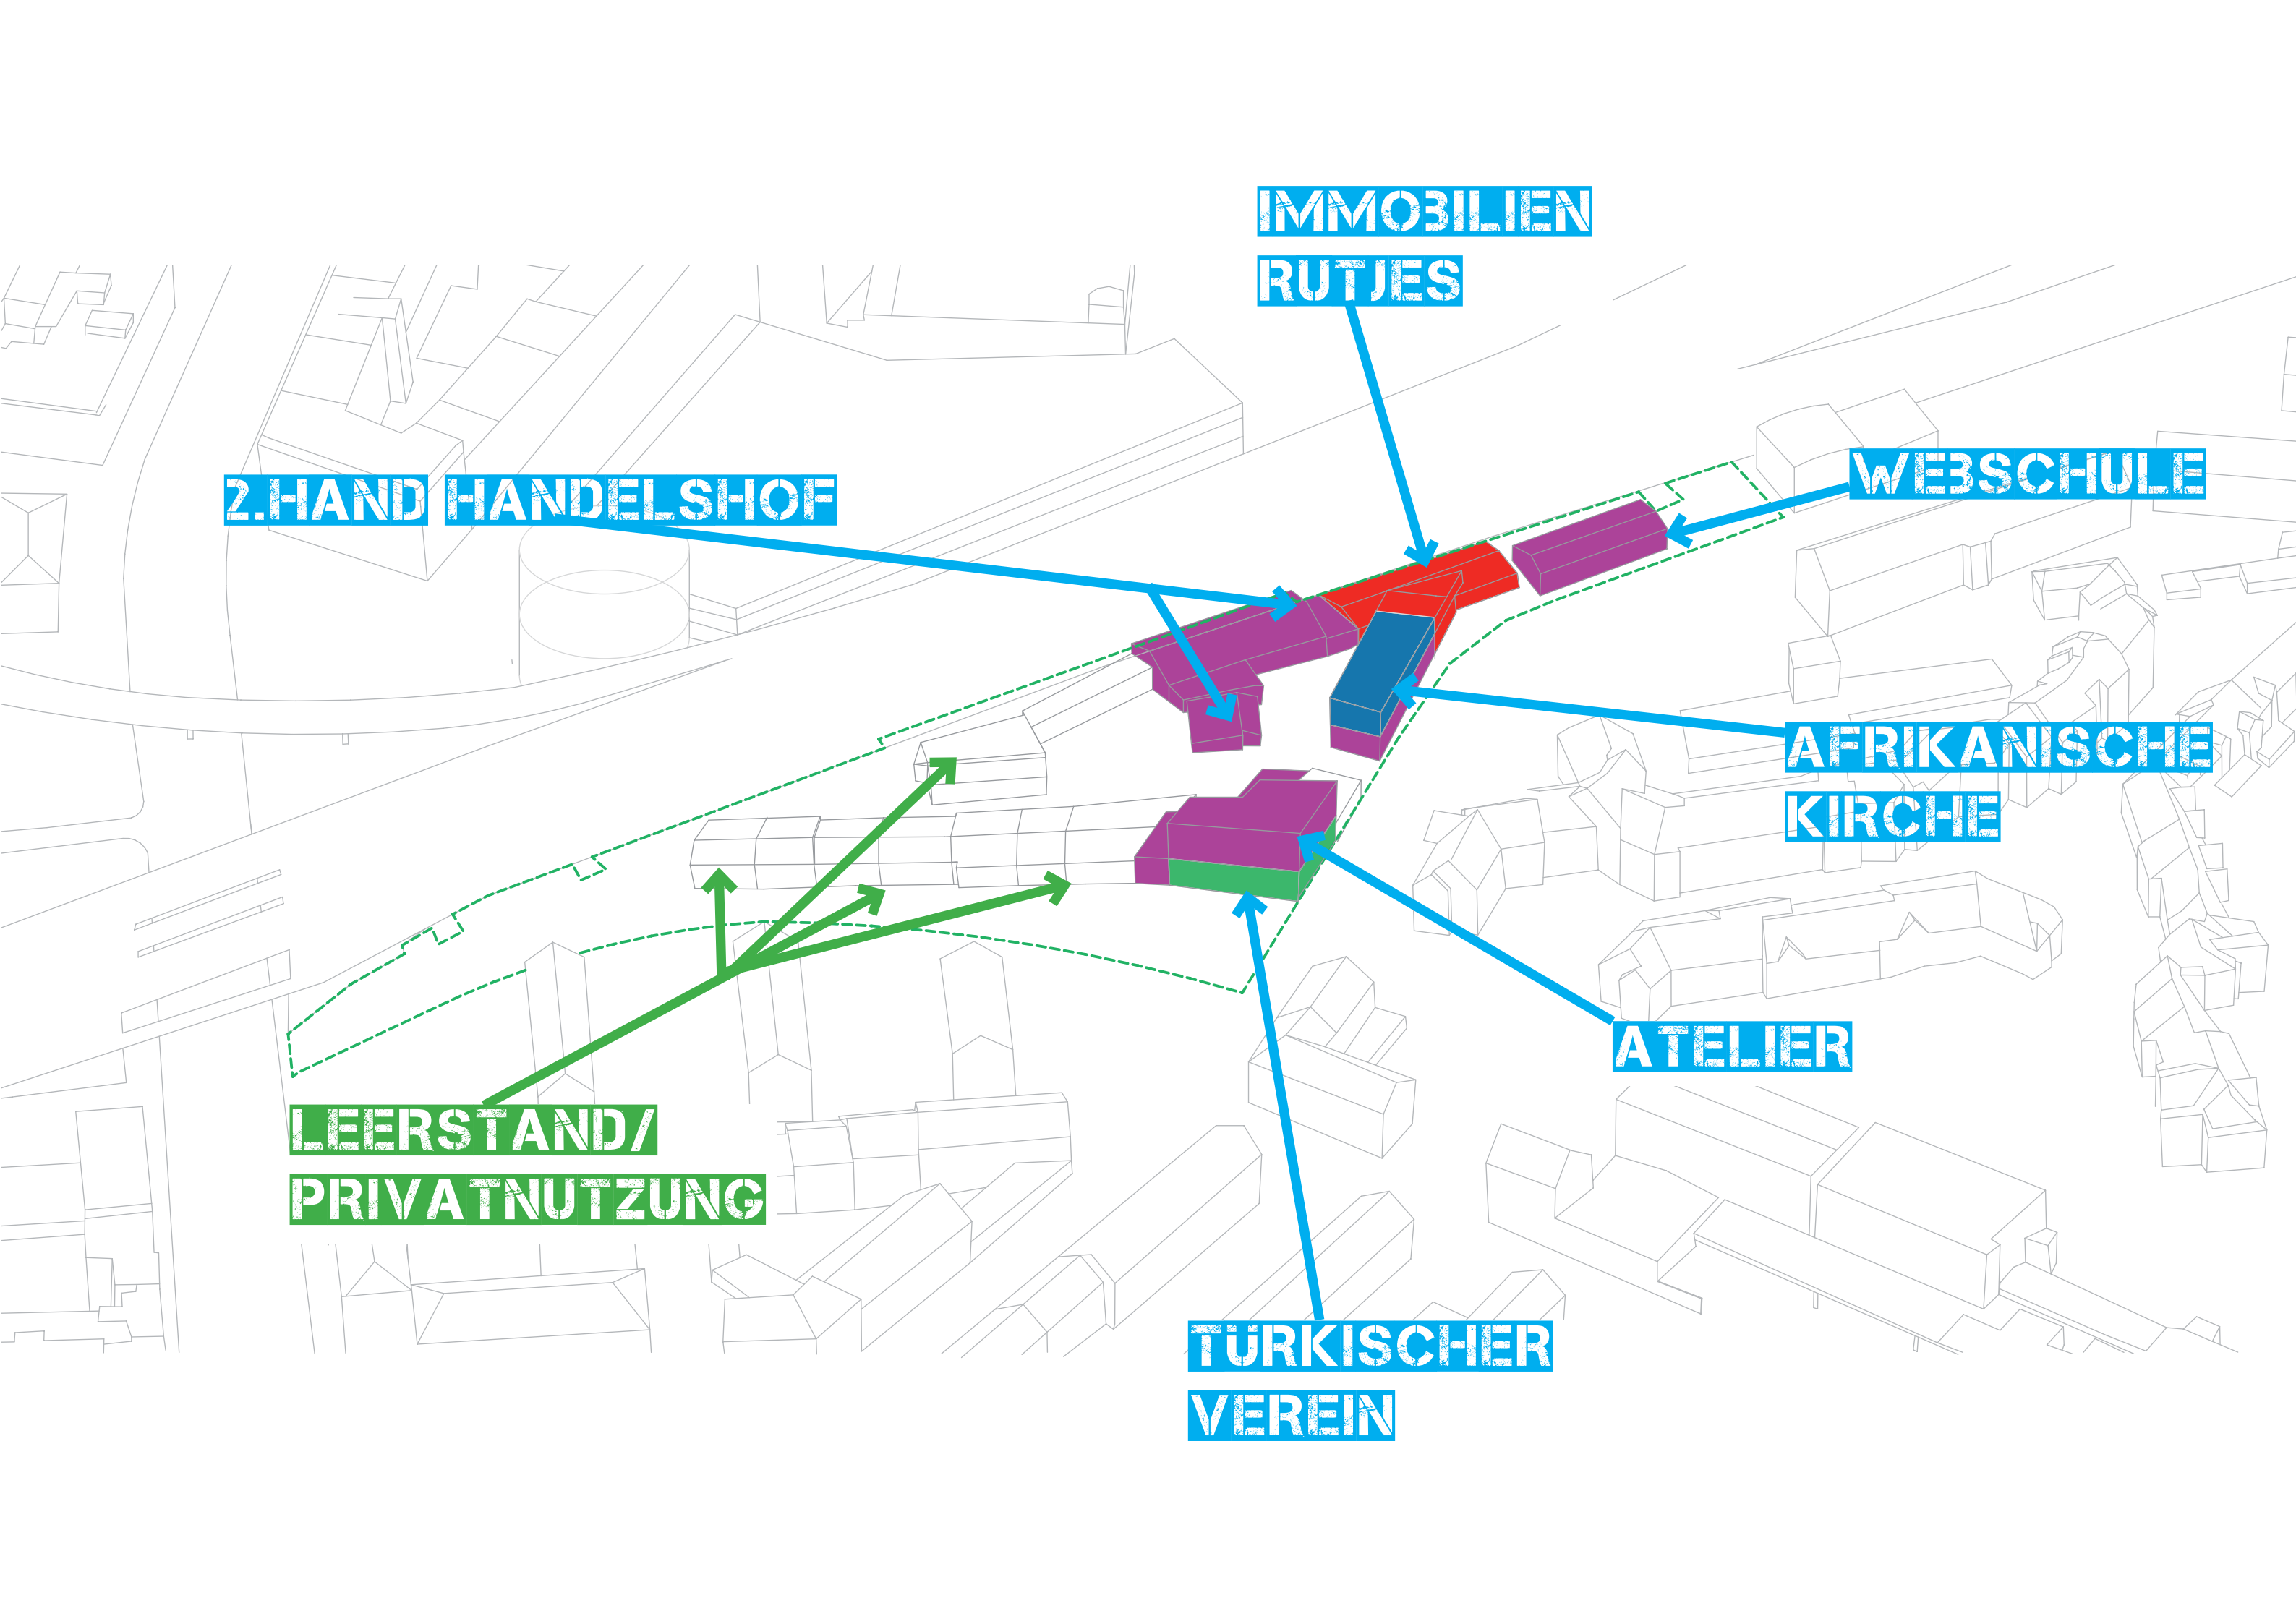 IMMOBILIEN
RUTJES
2.HAND HANDELSHOF
WEBSCHULE
AFRIKANISCHE
KIRCHE
ATELIER
LEERSTAND/
PRIVATNUTZUNG
TÜRKISCHER
VEREIN